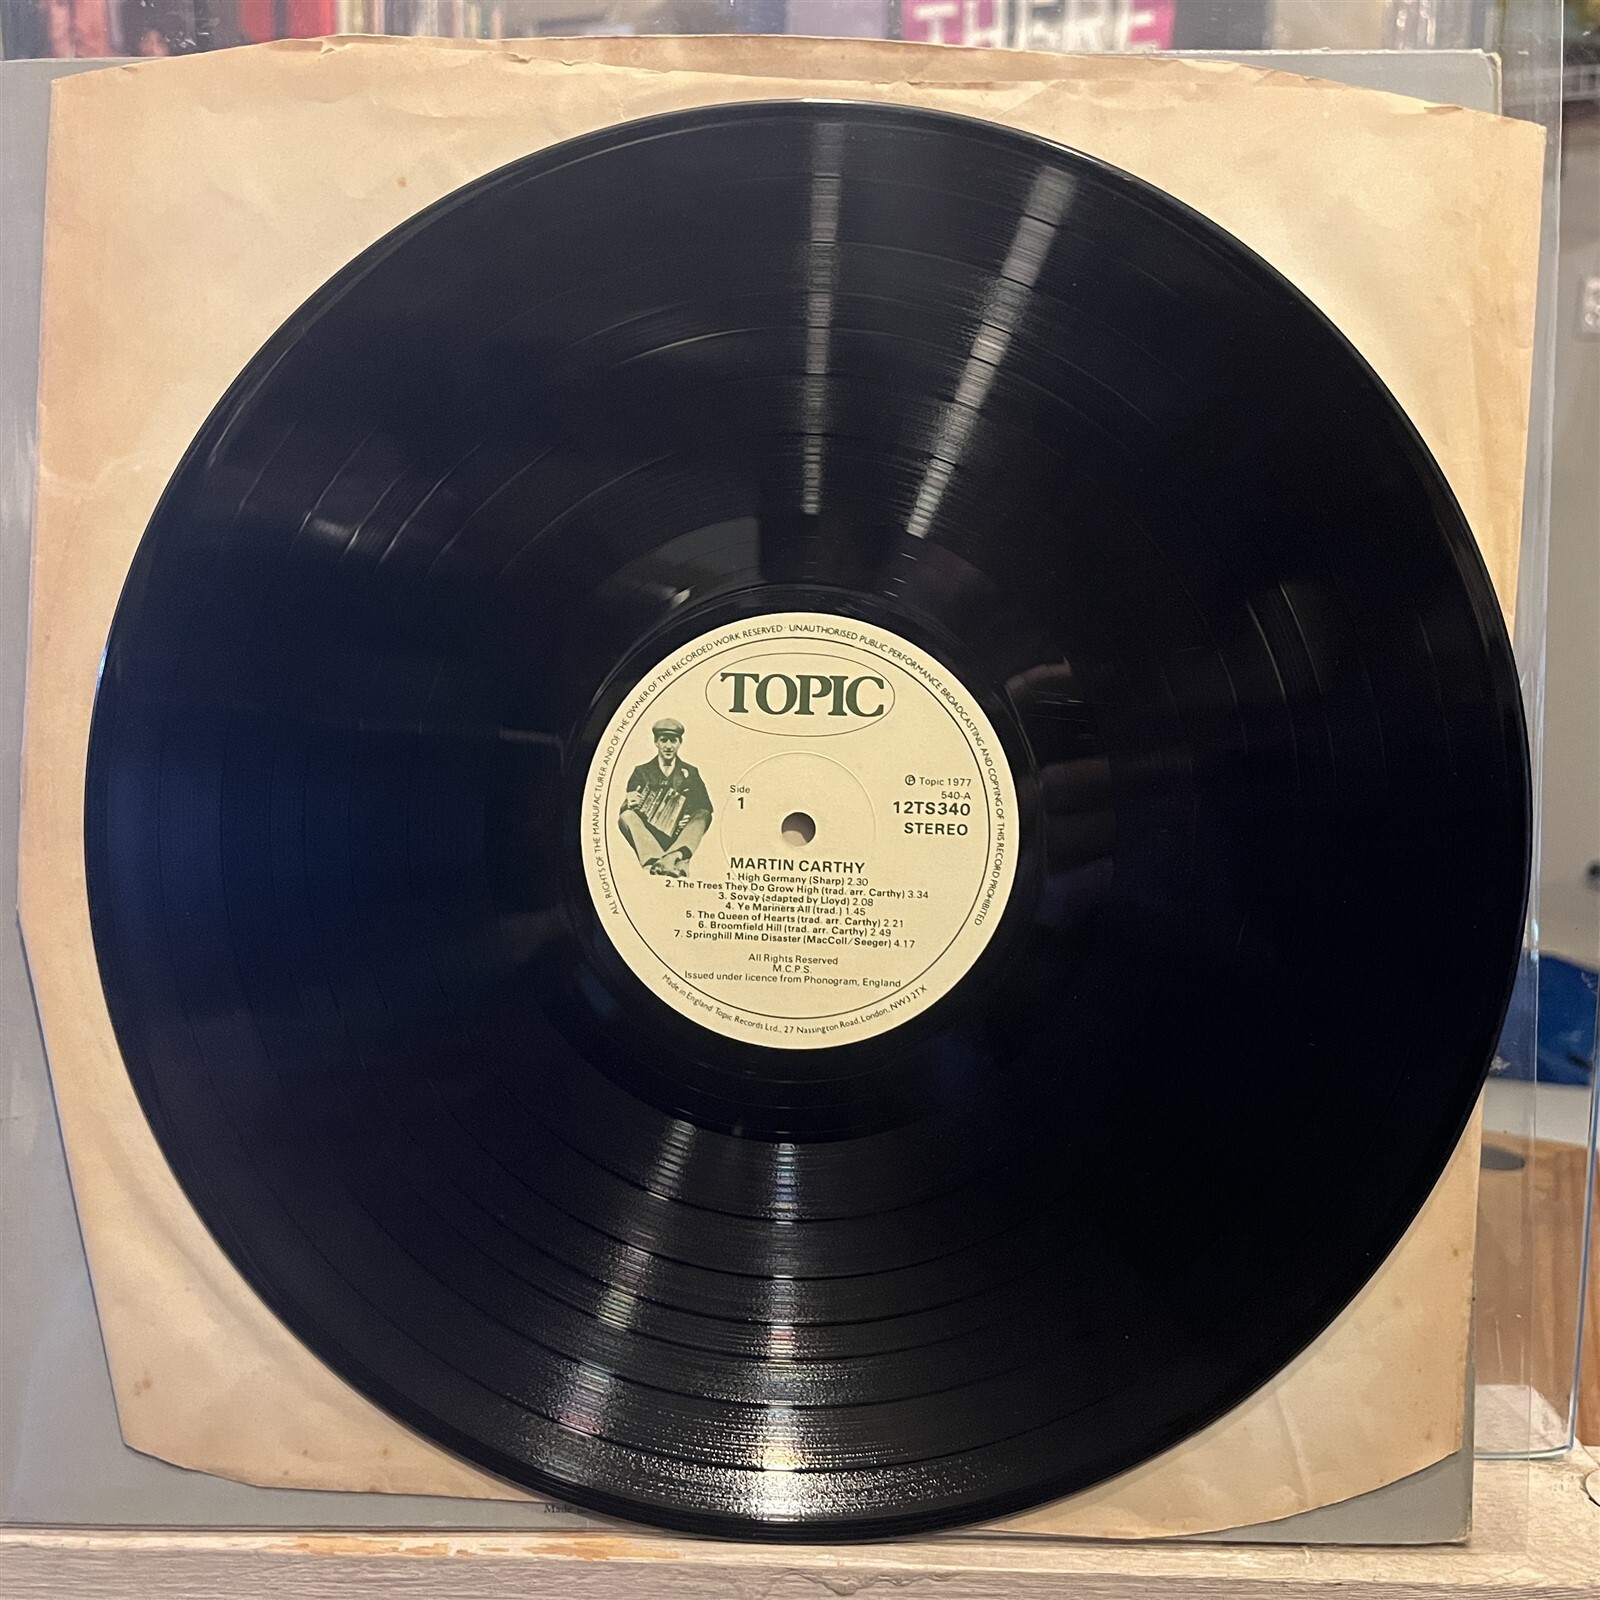 THERE
ALL RIGHTS OF THE MANUFACTURER AND OF THE OWNER OF THE RECORDED WORK RESERVED · UNAUTHORISED PUBLIC PERFORMANCE BROADCASTING AND COPYING OF THIS RECORD PROHIBITED
TOPIC
Ⓟ Topic 1977
Side
540-A
1
12TS340
STEREO
MARTIN CARTHY
1. High Germany (Sharp) 2.30
2. The Trees They Do Grow High (trad. arr. Carthy) 3.34
3. Sovay (adapted by Lloyd) 2.08
4. Ye Mariners All (trad.) 1.45
5. The Queen of Hearts (trad. arr. Carthy) 2.21
6. Broomfield Hill (trad. arr. Carthy) 2.49
7. Springhill Mine Disaster (MacColl/Seeger) 4.17
All Rights Reserved
M.C.P.S.
Issued under licence from Phonogram, England
Made in England Topic Records Ltd., 27 Nassington Road, London, NW3 2TX
Made